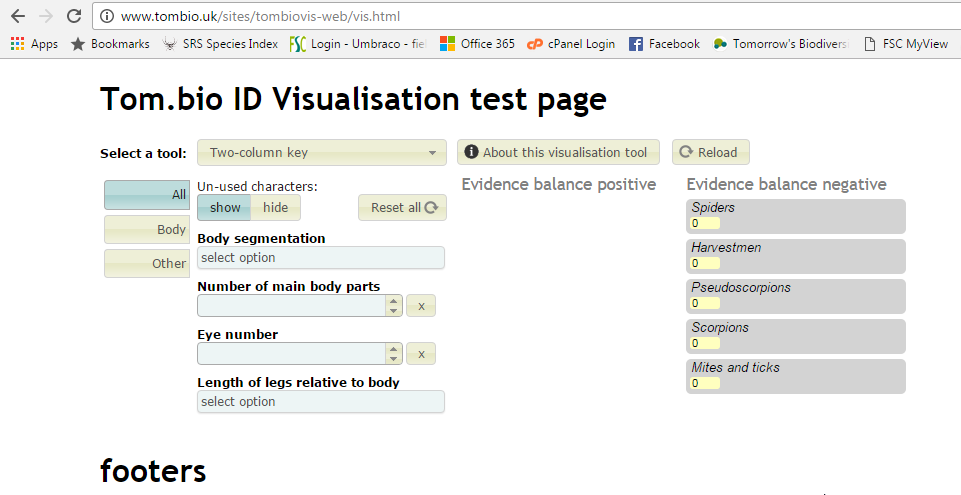 www.tombio.uk/sites/tombiovis-web/vis.html
Apps Bookmarks SRS Species Index FSC Login - Umbraco - fiel Office 365 cPanel Login Facebook Tomorrow's Biodivers FSC MyView
Tom.bio ID Visualisation test page
Select a tool: Two-column key About this visualisation tool Reload
All
Body
Other
Un-used characters:
show hide Reset all
Body segmentation
select option
Number of main body parts
x
Eye number
x
Length of legs relative to body
select option
Evidence balance positive
Evidence balance negative
Spiders
0
Harvestmen
0
Pseudoscorpions
0
Scorpions
0
Mites and ticks
0
footers